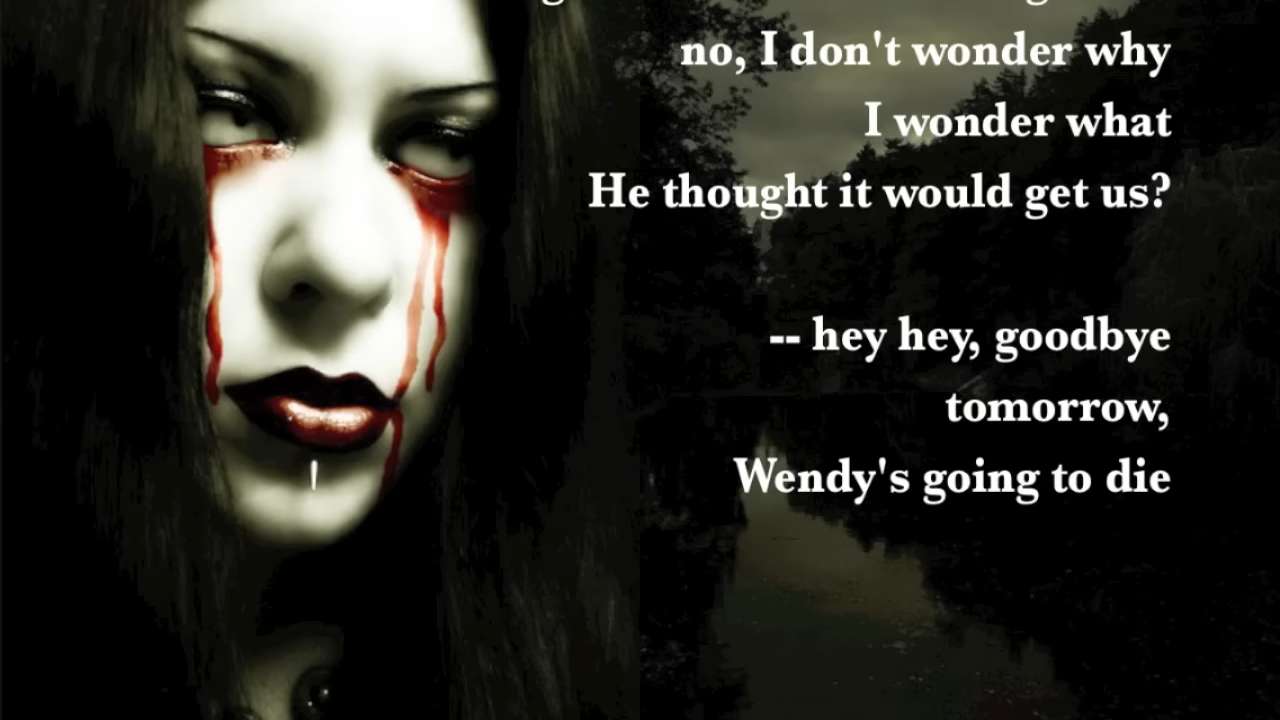 no, I don't wonder why
I wonder what
He thought it would get us?
-- hey hey, goodbye
tomorrow,
Wendy's going to die